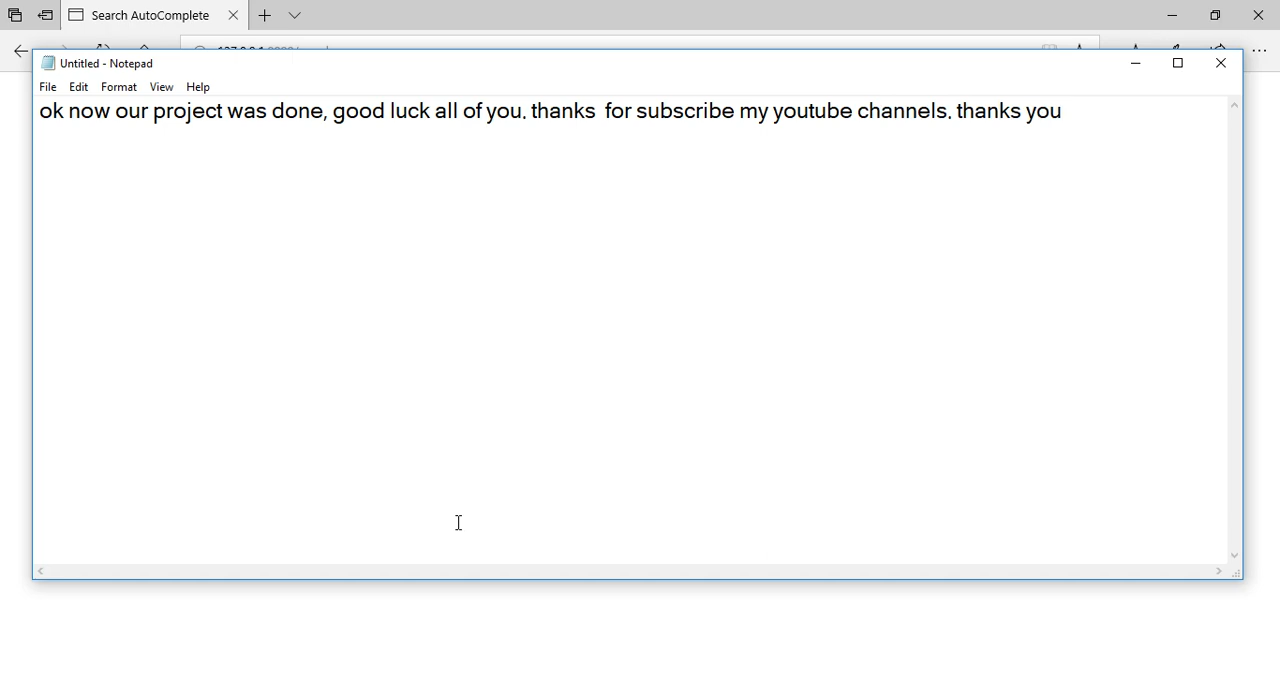 Search AutoComplete
Untitled - Notepad
File Edit Format View Help
ok now our project was done, good luck all of you. thanks  for subscribe my youtube channels. thanks you